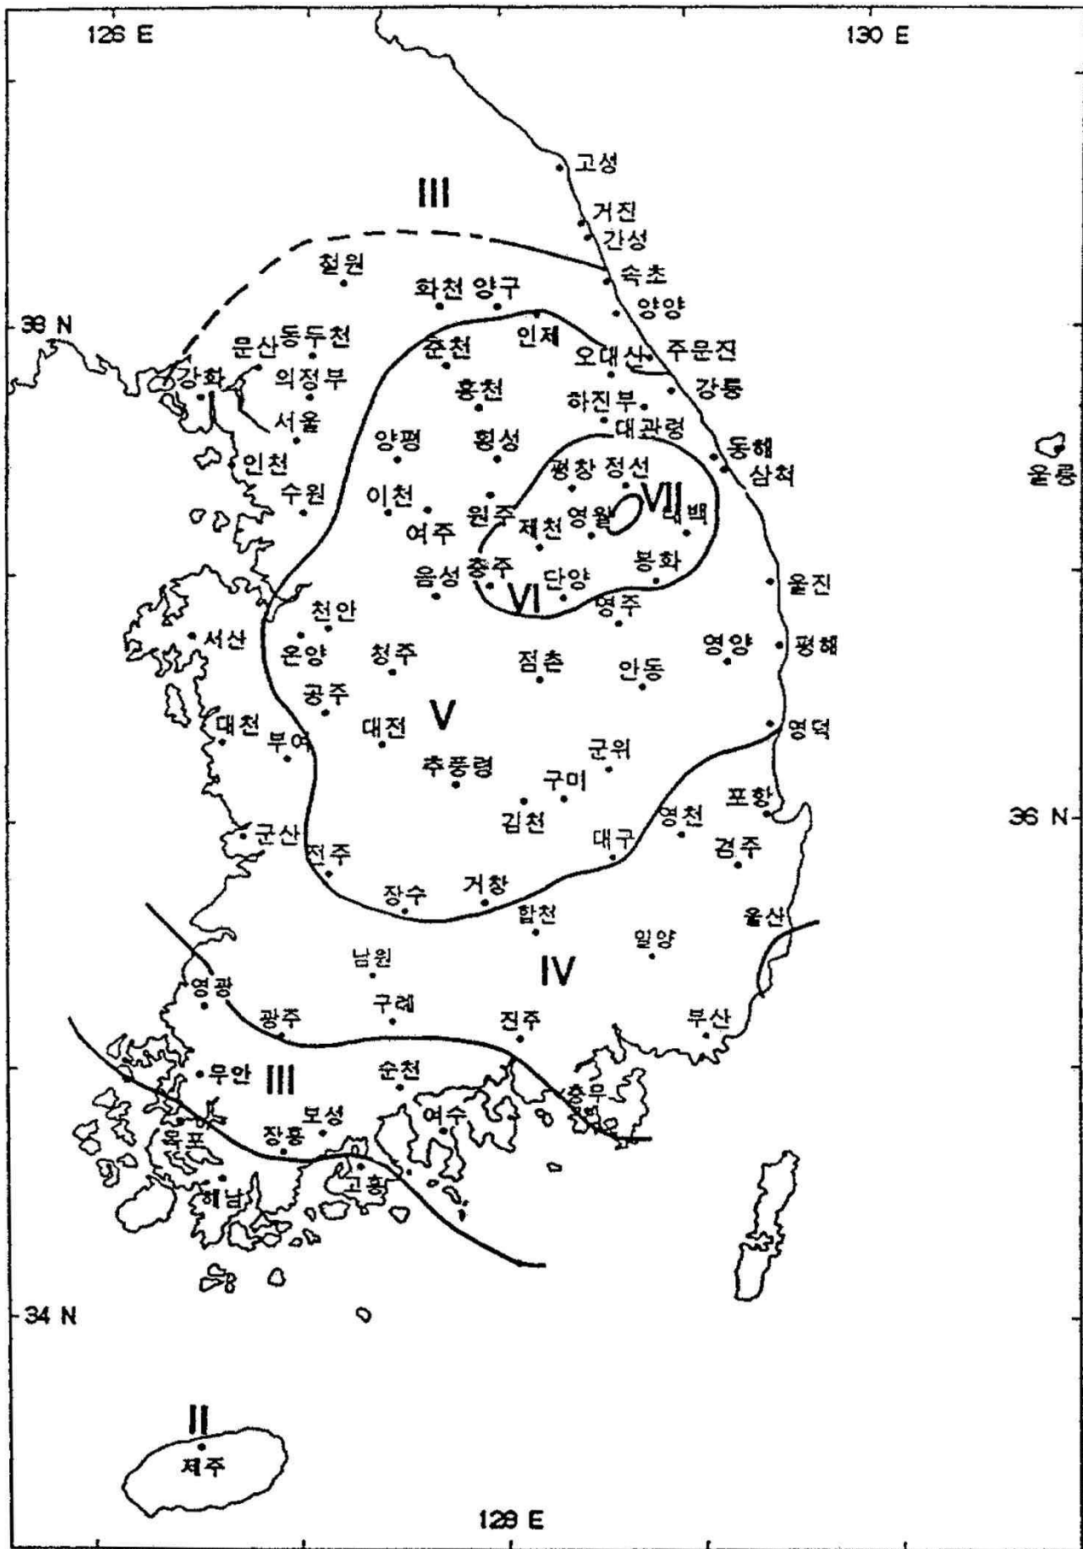 126 E
130 E
고성
III
거진
간성
철원
속초
화천
양구
양양
38 N
인제
동두천
춘천
주문진
문산
오대산
강화
의정부
홍천
강릉
하진부
서울
대관령
양평
횡성
동해
인천
삼척
울릉
평창
정선
수원
이천
원주
VII
여주
제천
영월
태백
음성
충주
단양
봉화
VI
울진
천안
영주
서산
온양
청주
점촌
안동
영양
평해
공주
V
대천
대전
영덕
부여
군위
추풍령
구미
포항
김천
영천
36 N
군산
대구
경주
전주
장수
거창
합천
울산
밀양
남원
IV
영광
구례
광주
진주
부산
무안
III
순천
충무
목포
보성
여수
장흥
고흥
해남
34 N
II
제주
128 E